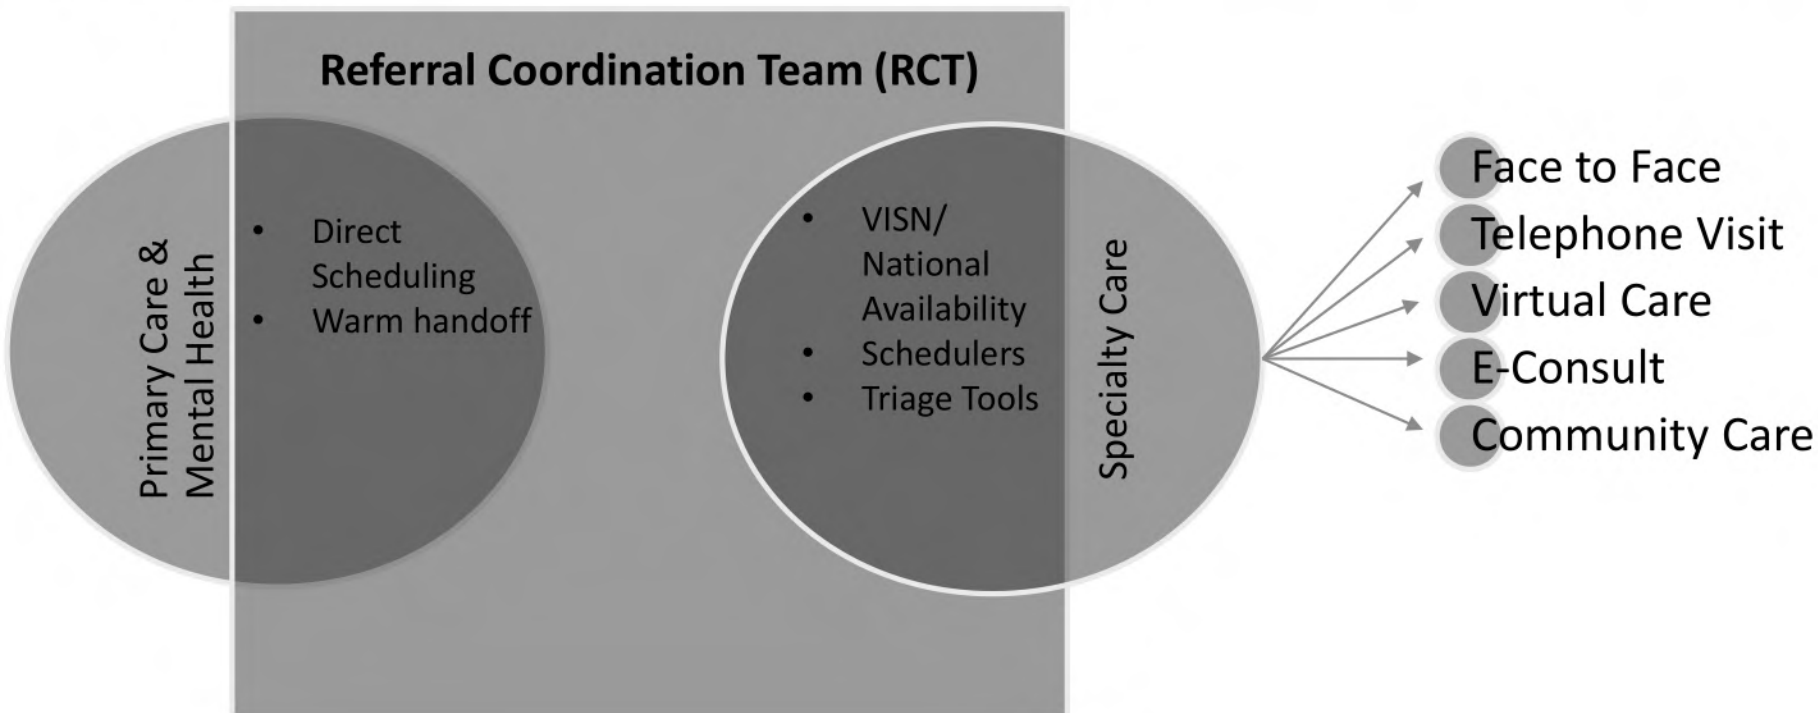 Referral Coordination Team (RCT)
Primary Care &
Mental Health
• Direct
Scheduling
• Warm handoff
• VISN/
National
Availability
• Schedulers
• Triage Tools
Specialty Care
Face to Face
Telephone Visit
Virtual Care
E-Consult
Community Care